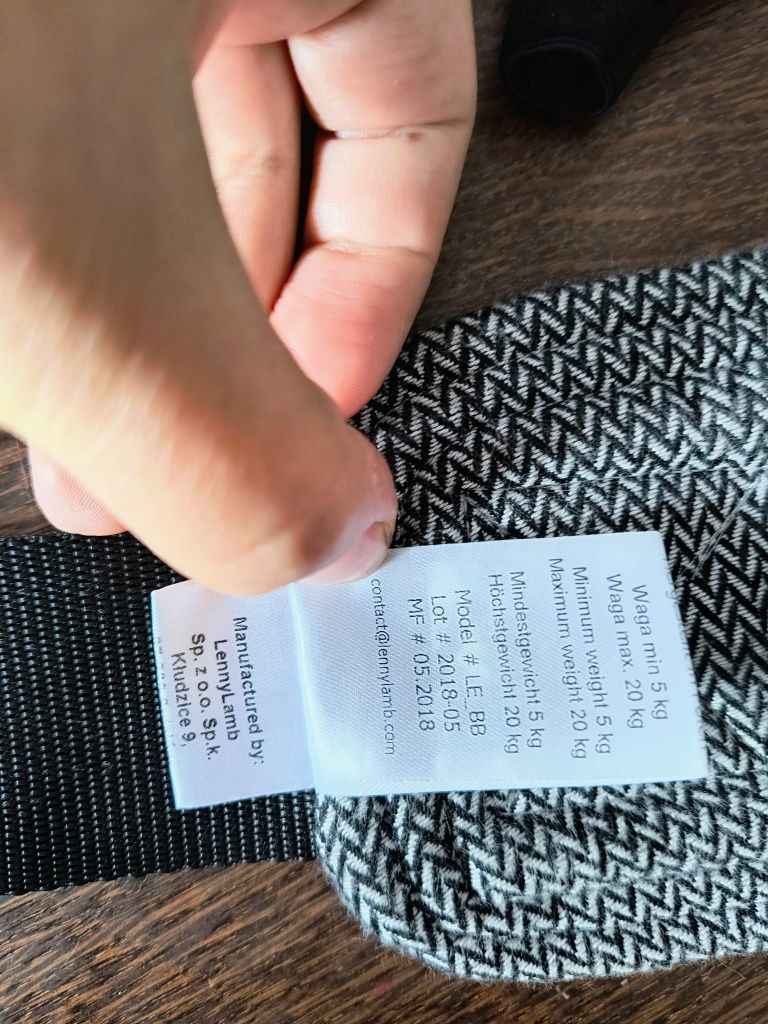 Waga min 5 kg
Waga max. 20 kg
Minimum weight 5 kg
Maximum weight 20 kg
Mindestgewicht 5 kg
Höchstgewicht 20 kg
Model # LE_BB
Lot # 2018-05
MF # 05.2018
contact@lennylamb.com
Manufactured by:
LennyLamb
Sp. z o.o. Sp.k.
Kłudzice 9,